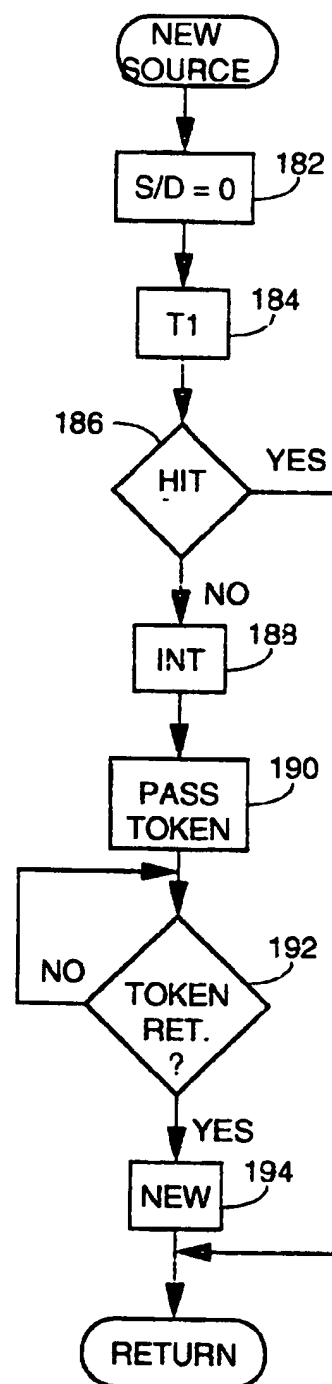 NEW
SOURCE
S/D = 0
182
T1
184
186
HIT
YES
NO
INT
188
PASS
TOKEN
190
TOKEN
RET.
?
192
NO
YES
NEW
194
RETURN